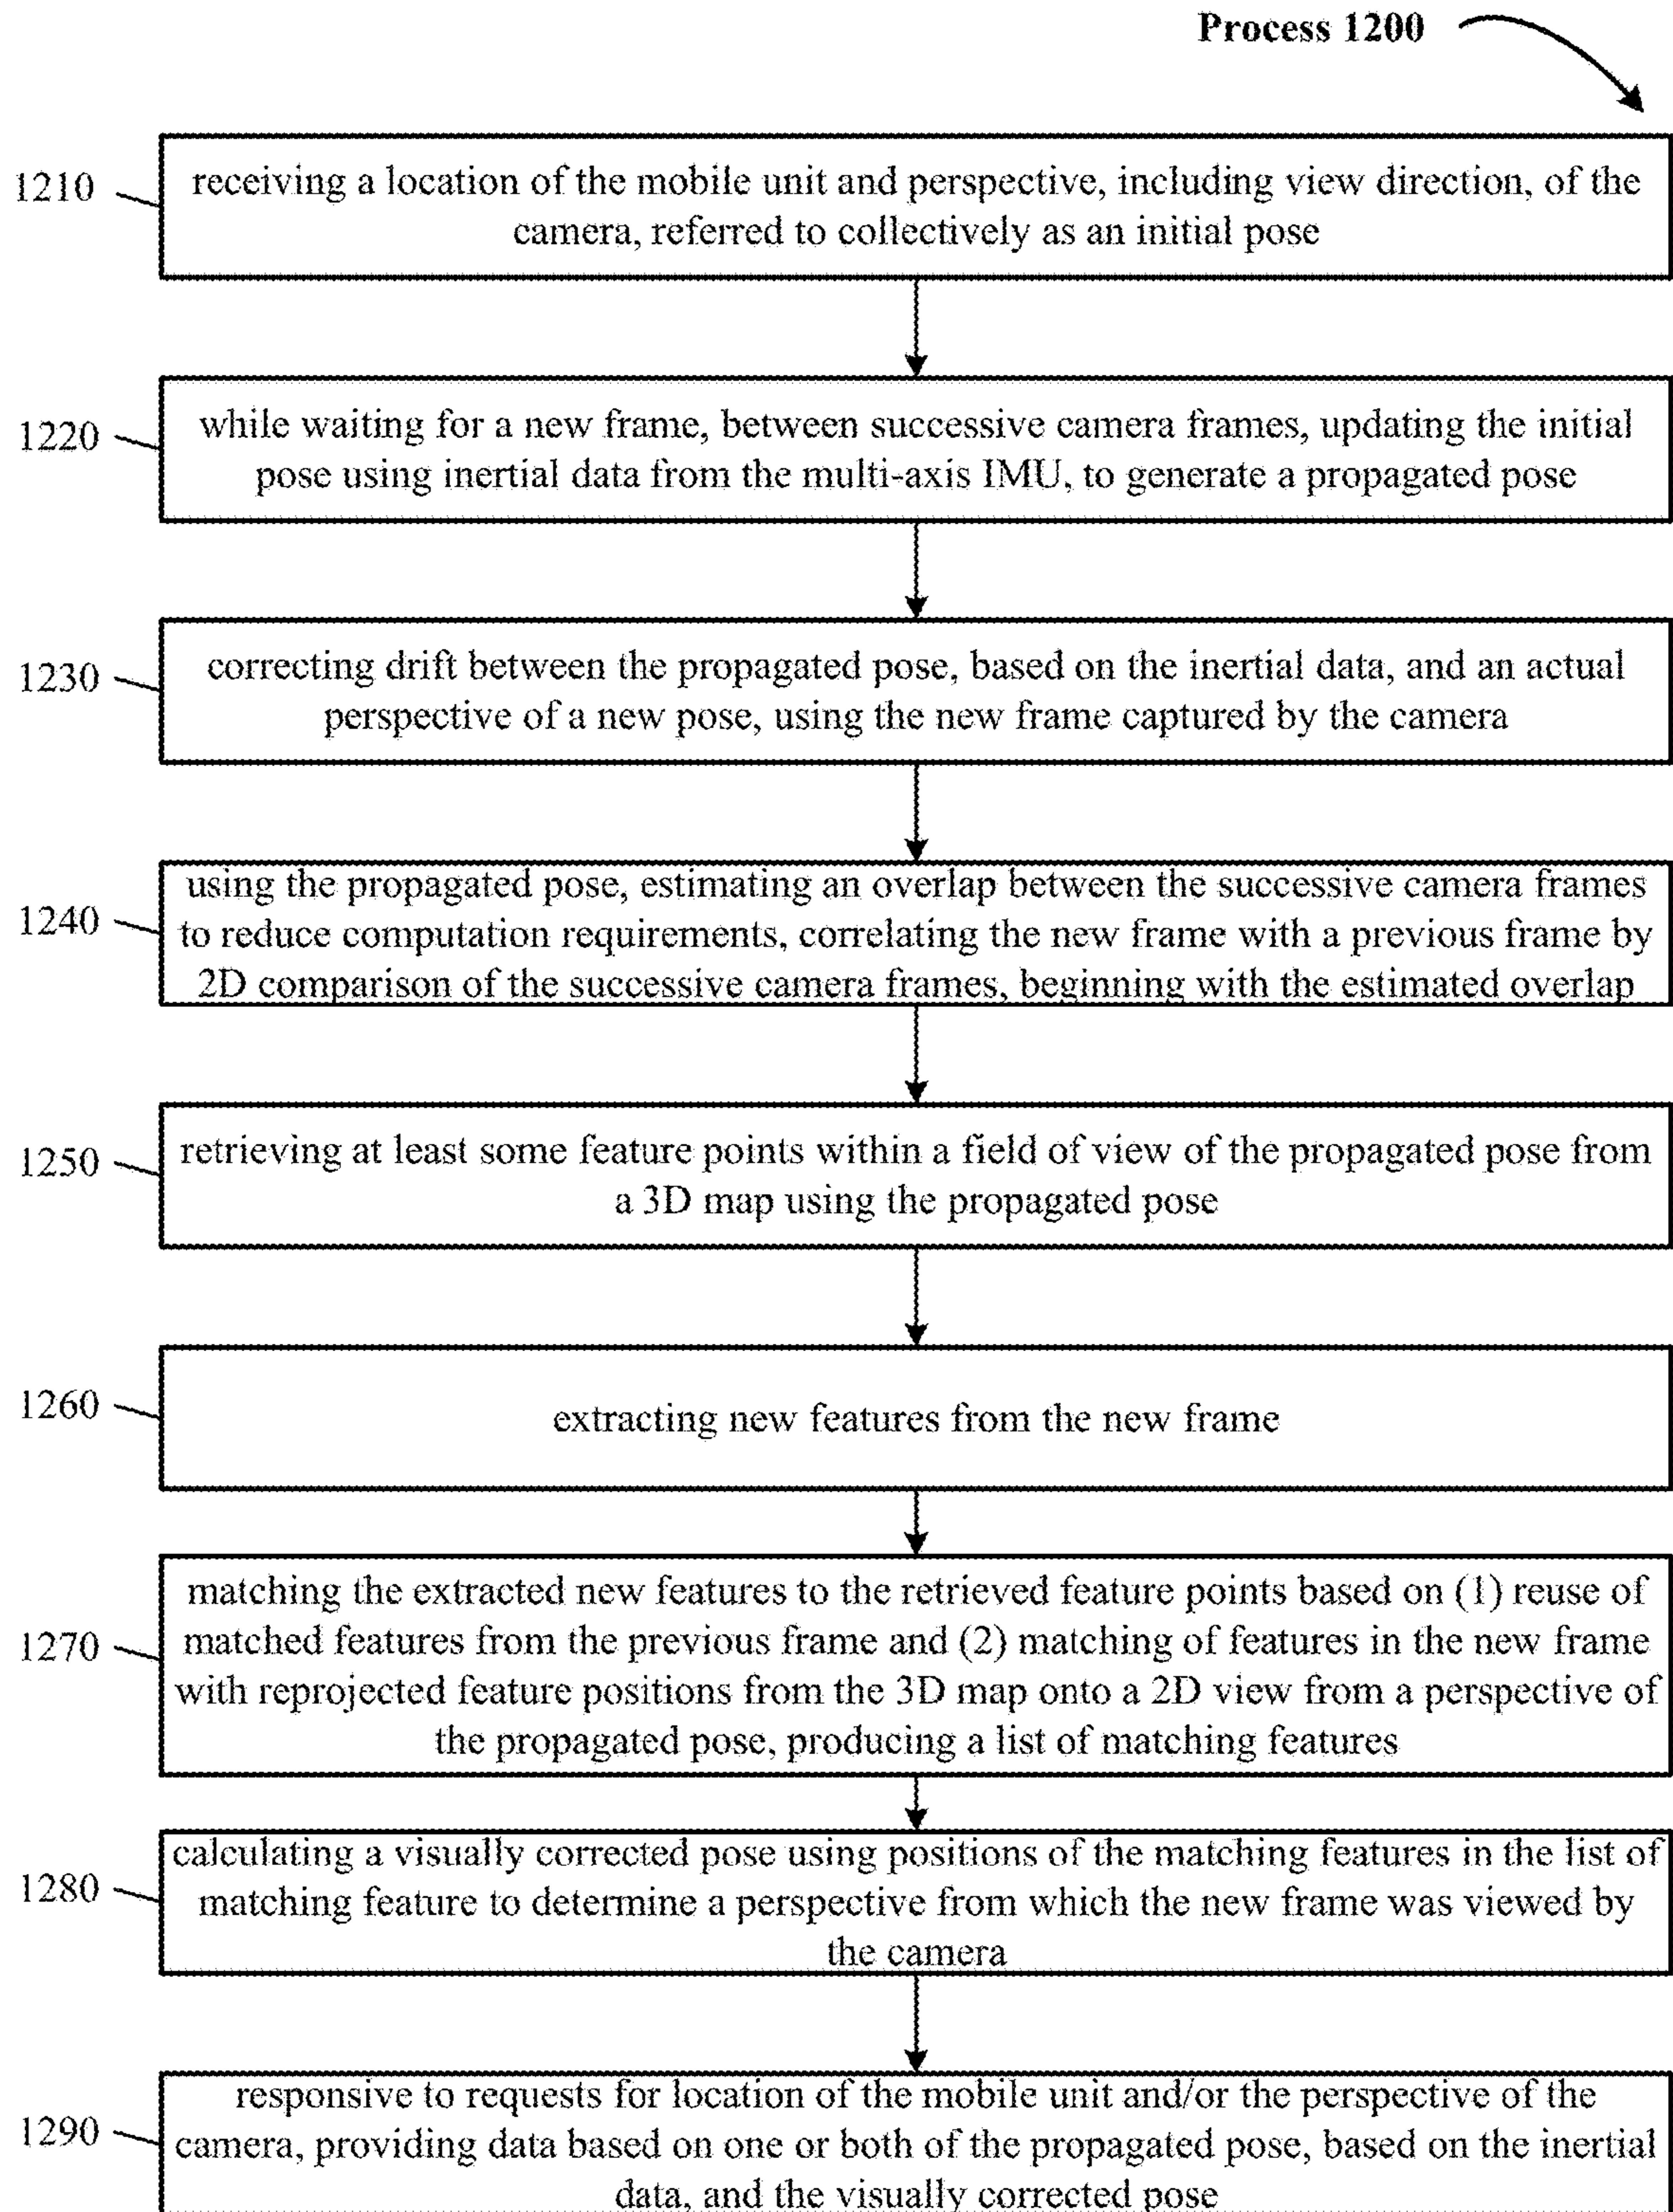 Process 1200
1210
receiving a location of the mobile unit and perspective, including view direction, of the
camera, referred to collectively as an initial pose
1220
while waiting for a new frame, between successive camera frames, updating the initial
pose using inertial data from the multi-axis IMU, to generate a propagated pose
1230
correcting drift between the propagated pose, based on the inertial data, and an actual
perspective of a new pose, using the new frame captured by the camera
1240
using the propagated pose, estimating an overlap between the successive camera frames
to reduce computation requirements, correlating the new frame with a previous frame by
2D comparison of the successive camera frames, beginning with the estimated overlap
1250
retrieving at least some feature points within a field of view of the propagated pose from
a 3D map using the propagated pose
1260
extracting new features from the new frame
1270
matching the extracted new features to the retrieved feature points based on (1) reuse of
matched features from the previous frame and (2) matching of features in the new frame
with reprojected feature positions from the 3D map onto a 2D view from a perspective of
the propagated pose, producing a list of matching features
1280
calculating a visually corrected pose using positions of the matching features in the list of
matching feature to determine a perspective from which the new frame was viewed by
the camera
1290
responsive to requests for location of the mobile unit and/or the perspective of the
camera, providing data based on one or both of the propagated pose, based on the inertial
data, and the visually corrected pose